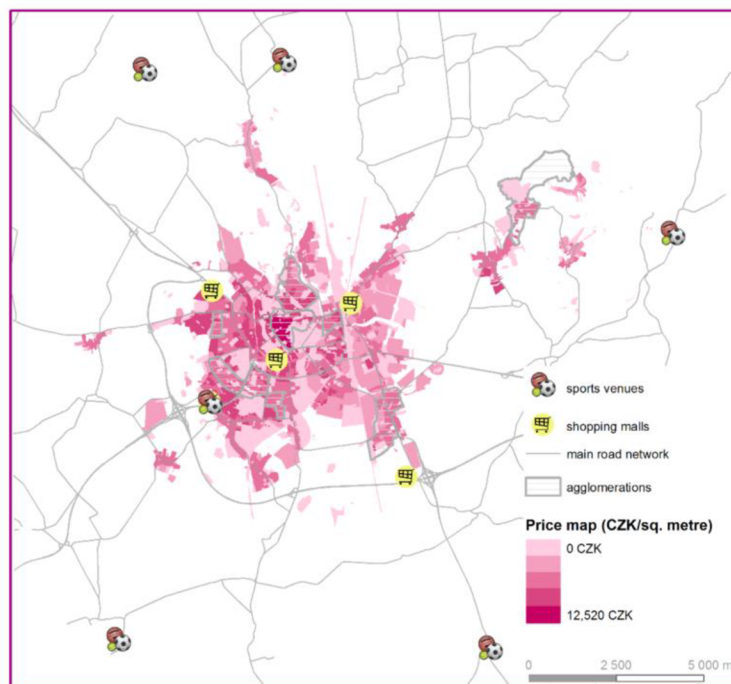 sports venues
shopping malls
main road network
agglomerations
Price map (CZK/sq. metre)
0 CZK
12,520 CZK
0 2 500 5 000 m